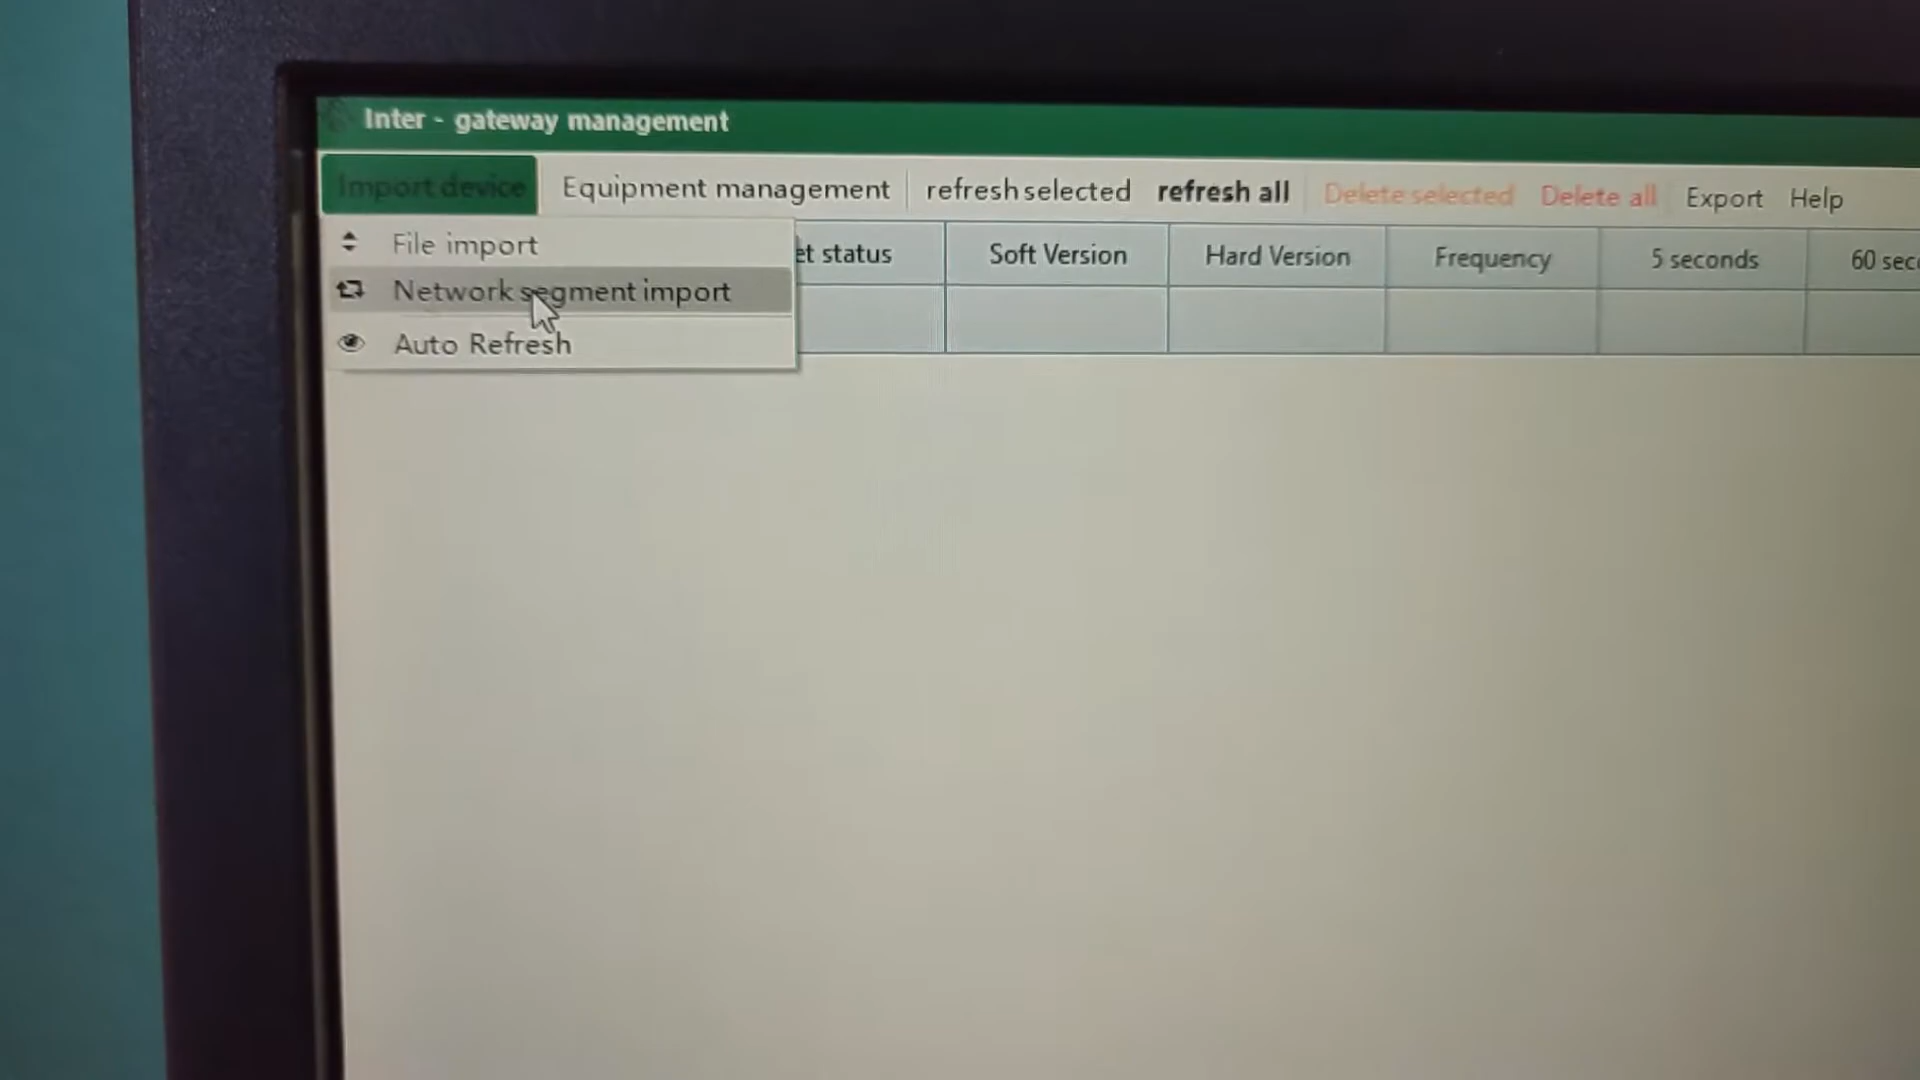 Inter - gateway management
Import device Equipment management refresh selected refresh all Delete selected Delete all Export Help
File import
et status Soft Version Hard Version Frequency 5 seconds 60 sec
Network segment import
Auto Refresh